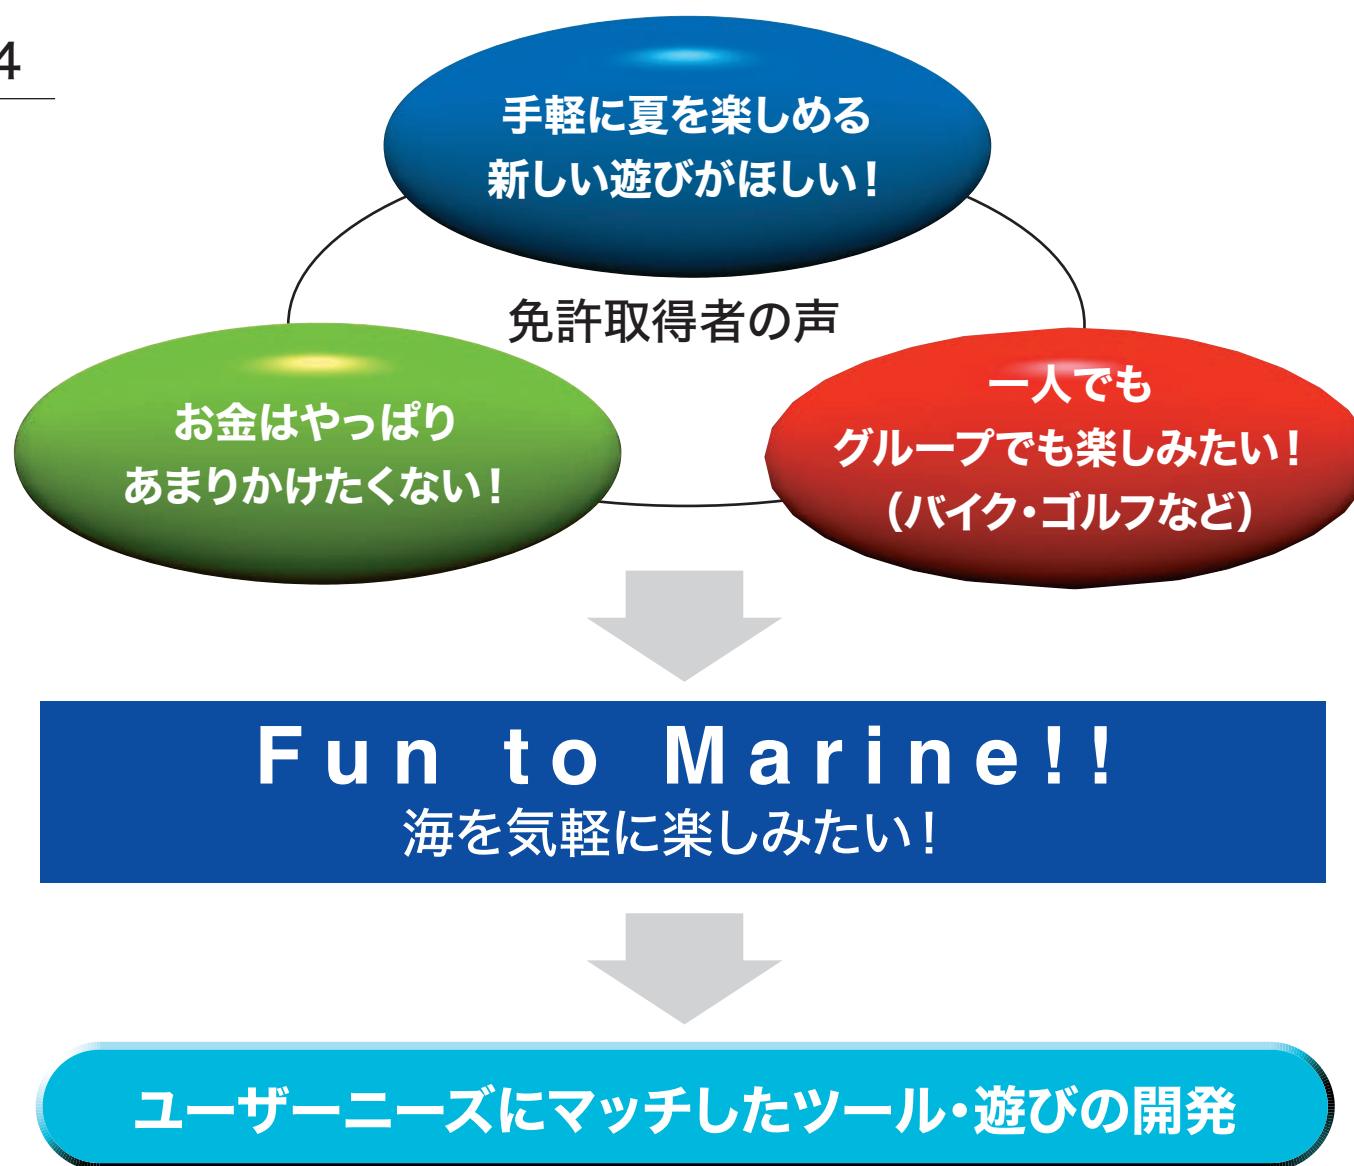 4
手軽に夏を楽しめる
新しい遊びがほしい!
免許取得者の声
お金はやっぱり
あまりかけたくない!
一人でも
グループでも楽しみたい!
(バイク・ゴルフなど)
Fun to Marine!!
海を気軽に楽しみたい!
ユーザーニーズにマッチしたツール・遊びの開発